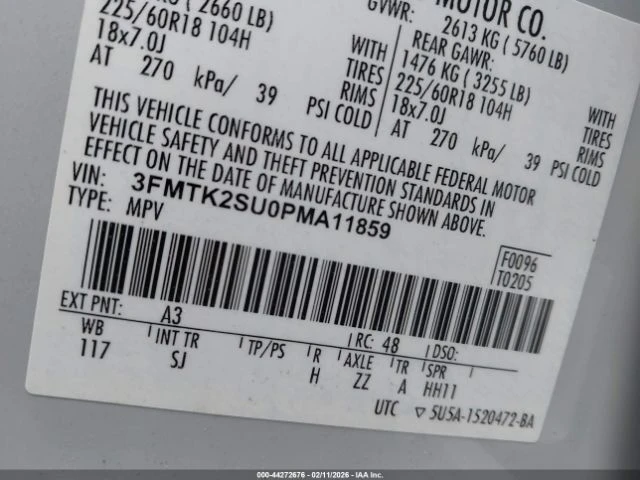 KG ( 2660 LB)
225/60R18 104H
18x7.0J
AT 270 kPa/ 39 PSI COLD
WITH
TIRES
RIMS
MOTOR CO.
GVWR: 2613 KG ( 5760 LB)
REAR GAWR:
1476 KG ( 3255 LB)
225/60R18 104H
18x7.0J
AT 270 kPa/ 39 PSI COLD
WITH
TIRES
RIMS
THIS VEHICLE CONFORMS TO ALL APPLICABLE FEDERAL MOTOR
VEHICLE SAFETY AND THEFT PREVENTION STANDARDS IN
EFFECT ON THE DATE OF MANUFACTURE SHOWN ABOVE.
VIN: 3FMTK2SU0PMA11859
TYPE: MPV
F0096
T0205
EXT PNT: A3 RC: 48 DSO:
WB INT TR TP/PS R AXLE TR SPR
117 SJ H ZZ A HH11
UTC ▽ 5U5A-1520472-BA
000-44272676 - 02/11/2026 - IAAI.com